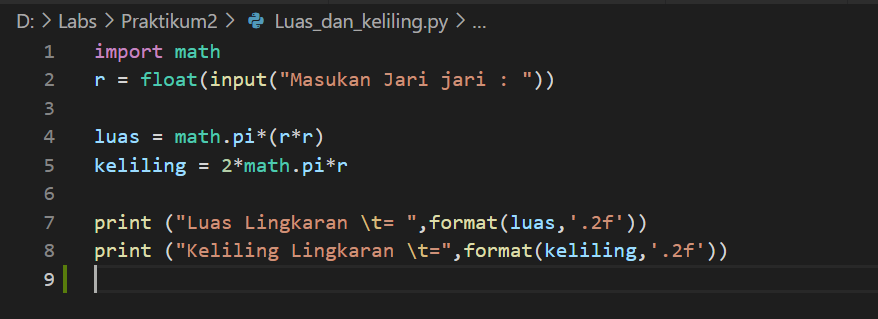 D: > Labs > Praktikum2 > Luas_dan_keliling.py > ...
1 import math
2 r = float(input("Masukan Jari jari : "))
3
4 luas = math.pi*(r*r)
5 keliling = 2*math.pi*r
6
7 print ("Luas Lingkaran \t= ",format(luas,'.2f'))
8 print ("Keliling Lingkaran \t=",format(keliling,'.2f'))
9